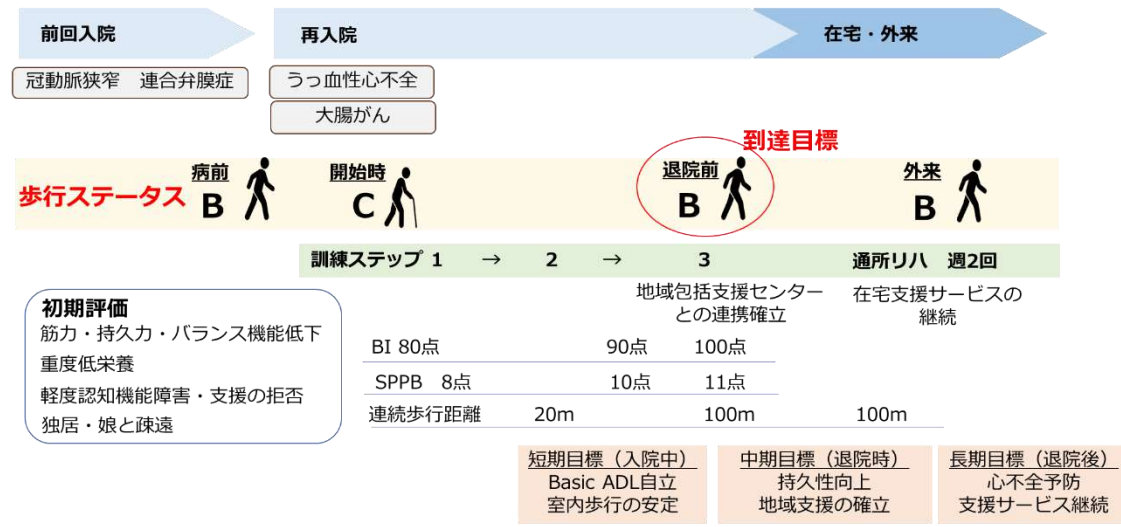 前回入院
再入院
在宅・外来
冠動脈狭窄　連合弁膜症
うっ血性心不全
大腸がん
到達目標
歩行ステータス
病前
B
開始時
C
退院前
B
外来
B
訓練ステップ 1 → 2 → 3 通所リハ 週2回
地域包括支援センター
との連携確立
在宅支援サービスの
継続
初期評価
筋力・持久力・バランス機能低下
重度低栄養
軽度認知機能障害・支援の拒否
独居・娘と疎遠
BI 80点 90点 100点
SPPB 8点 10点 11点
連続歩行距離 20m 100m 100m
短期目標（入院中）
Basic ADL自立
室内歩行の安定
中期目標（退院時）
持久性向上
地域支援の確立
長期目標（退院後）
心不全予防
支援サービス継続